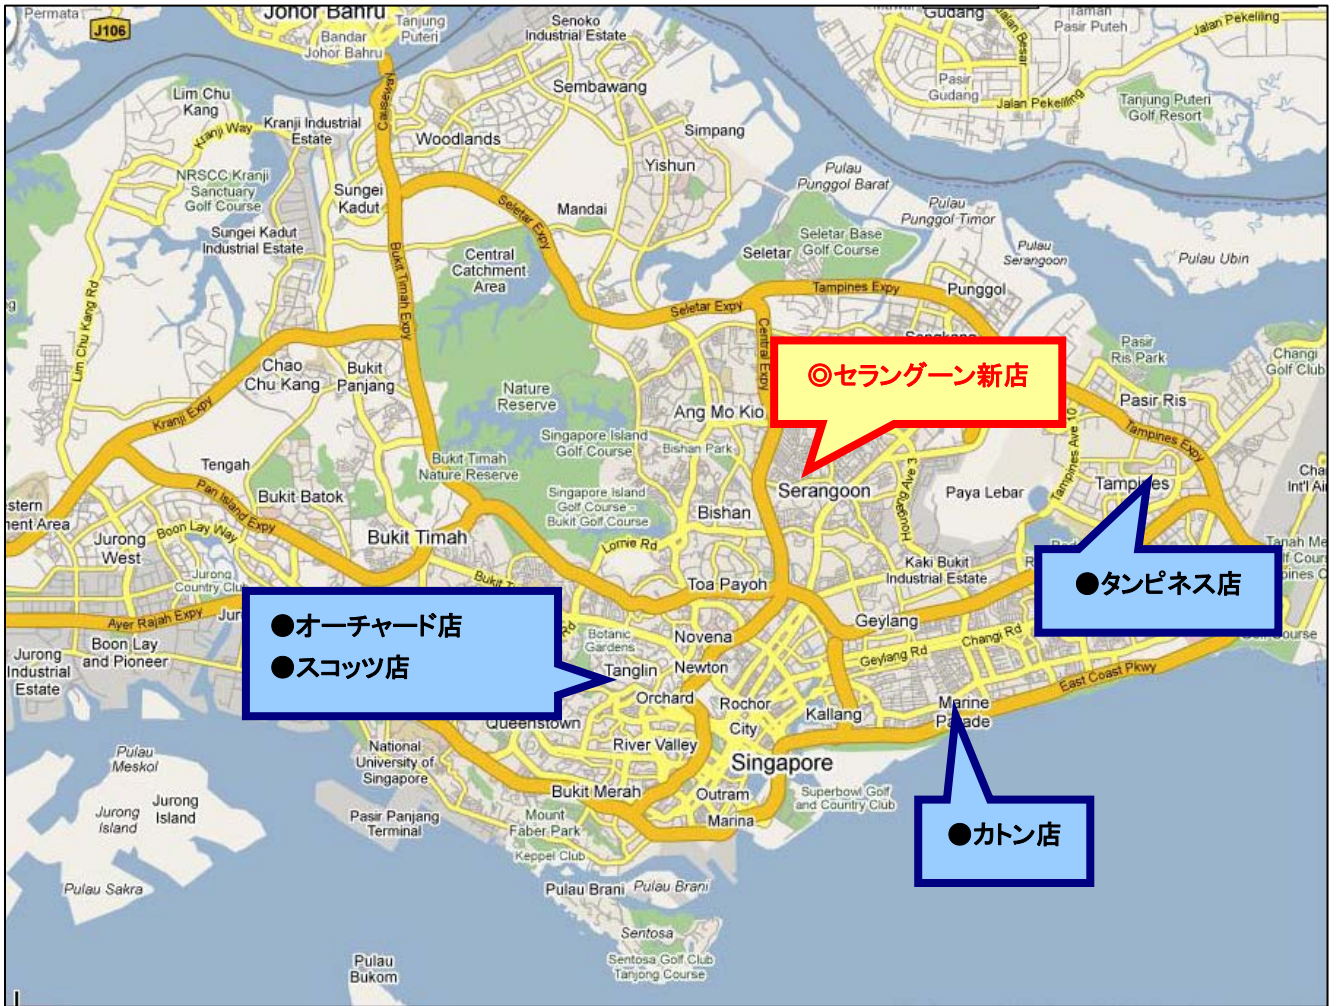 Permata
J106
Johor Bahru
Bandar
Johor Bahru
Tanjung
Puteri
Senoko
Industrial Estate
Gudang
Taman
Pasir Puteh
Jalan Besar
Jalan Pekeliling
Pasir
Gudang
Jalan Pekeliling
Tanjung Puteri
Golf Resort
Lim Chu
Kang
Kranji Way
Kranji Industrial
Estate
Causeway
Woodlands
Sembawang
Simpang
Yishun
NRSCC Kranji
Sanctuary
Golf Course
Sungei
Kadut
Sungei Kadut
Industrial Estate
Mandai
Seletar Expy
Central
Catchment
Area
Pulau
Punggol Barat
Pulau
Punggol Timor
Seletar
Seletar Base
Golf Course
Pulau
Serangoon
Pulau Ubin
Lim Chu Kang Rd
Bukit Timah Expy
Seletar Expy
Tampines Expy
Punggol
Central Expy
Sengkang
Chao
Chu Kang
Bukit
Panjang
Kranji Expy
Nature
Reserve
Ang Mo Kio
◎セラングーン新店
Pasir
Ris Park
Changi
Golf Club
Pasir Ris
Tampines Ave 10
Tampines Expy
Singapore Island
Golf Course
Bishan Park
Tengah
Bukit Timah
Nature Reserve
Pan Island Expy
Bukit Batok
Singapore Island
Golf Course -
Bukit Golf Course
Bishan
Serangoon
Hougang Ave 3
Paya Lebar
Tampines
Jurong
West
Boon Lay Way
Bukit Timah
Lornie Rd
Jurong
Country Club
Toa Payoh
Kaki Bukit
Industrial Estate
●タンピネス店
Tanah Me
Ayer Rajah Expy
●オーチャード店
●スコッツ店
Rd
Botanic
Gardens
Novena
Geylang
Changi Rd
Geylang Rd
East Coast Pkwy
Boon Lay
and Pioneer
Jurong
Industrial
Estate
Tanglin
Newton
Orchard
Rochor
City
Kallang
Marine
Parade
Queenstown
River Valley
Singapore
National
University of
Singapore
Pulau
Meskol
Bukit Merah
Outram
Marina
Superbowl Golf
and Country Club
Jurong
Island
Jurong
Island
Pasir Panjang
Terminal
Mount
Faber Park
Keppel Club
●カトン店
Pulau Sakra
Pulau Brani
Pulau Brani
Sentosa
Sentosa Golf Club
Tanjong Course
Pulau
Bukom